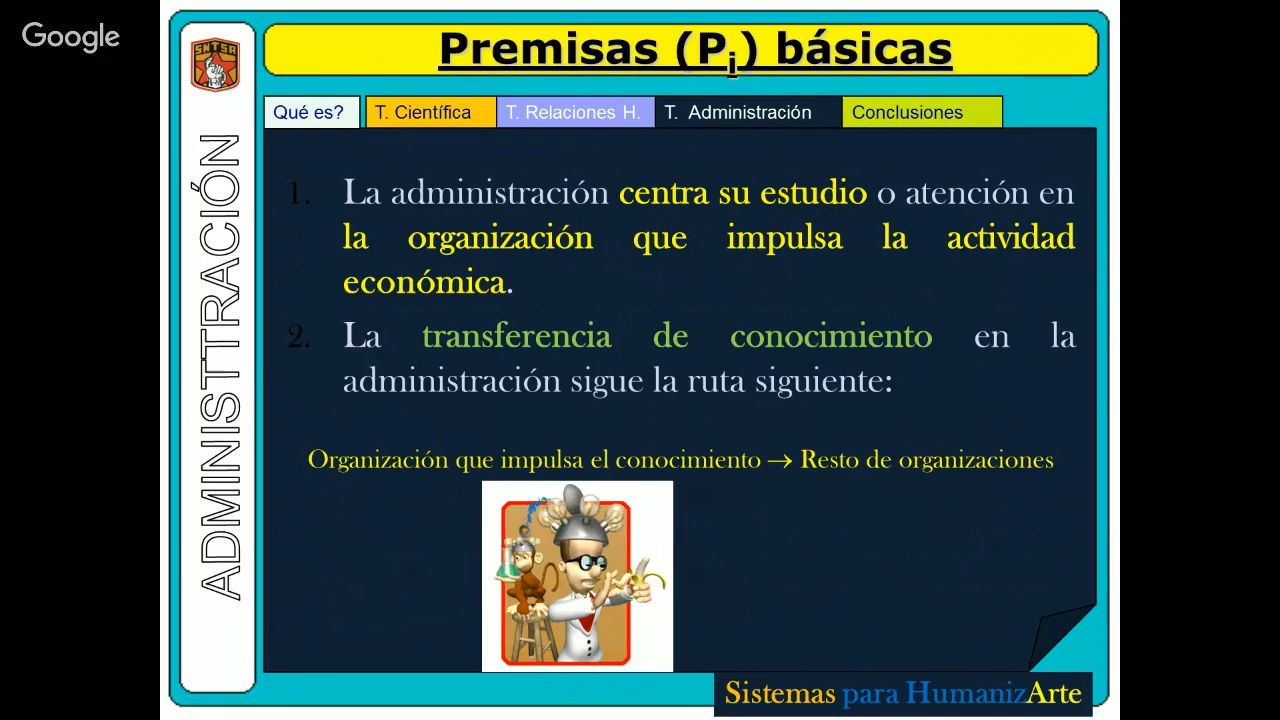 Google
SNTSA
Premisas (Pi) básicas
Qué es?
T. Científica
T. Relaciones H.
T. Administración
Conclusiones
ADMINISTTRACIÓN
1. La administración centra su estudio o atención en
la organización que impulsa la actividad
económica.
2. La transferencia de conocimiento en la
administración sigue la ruta siguiente:
Organización que impulsa el conocimiento → Resto de organizaciones
Sistemas para HumanizArte